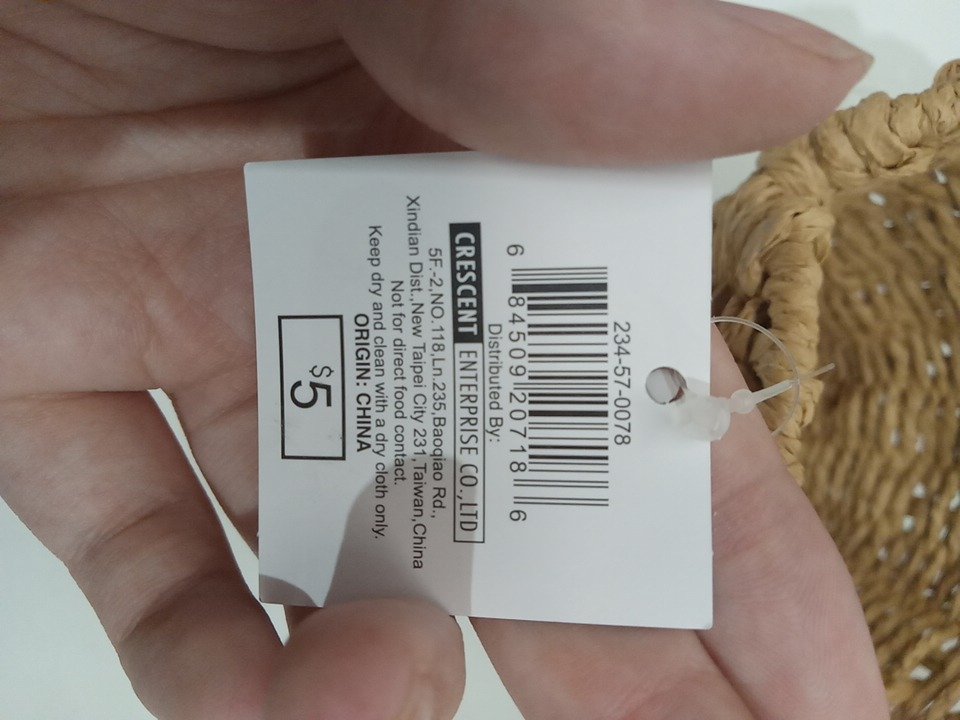 234-57-0078
6 84509 20718 6
Distributed By:
CRESCENT ENTERPRISE CO.,LTD
5F.-2,NO.118,Ln.235,Baoqiao Rd.,
Xindian Dist.,New Taipei City 231,Taiwan,China
Not for direct food contact.
Keep dry and clean with a dry cloth only.
ORIGIN: CHINA
$5